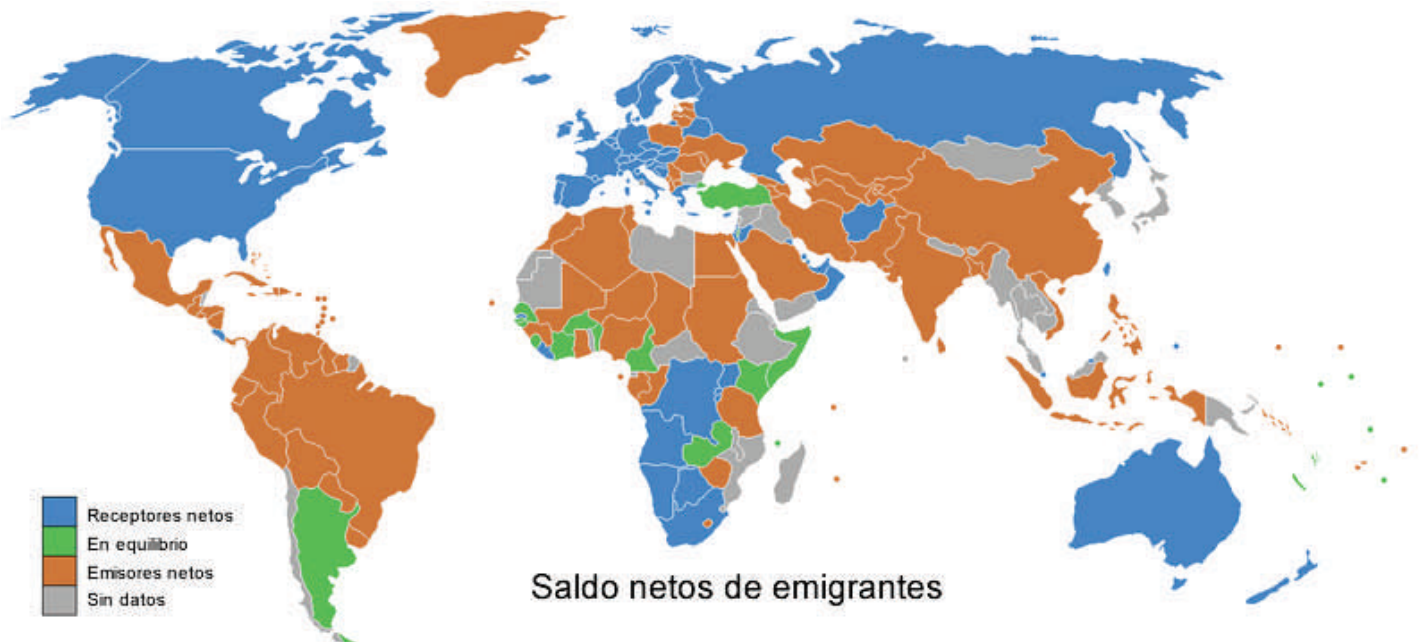 Receptores netos
En equilibrio
Emisores netos
Sin datos
Saldo netos de emigrantes